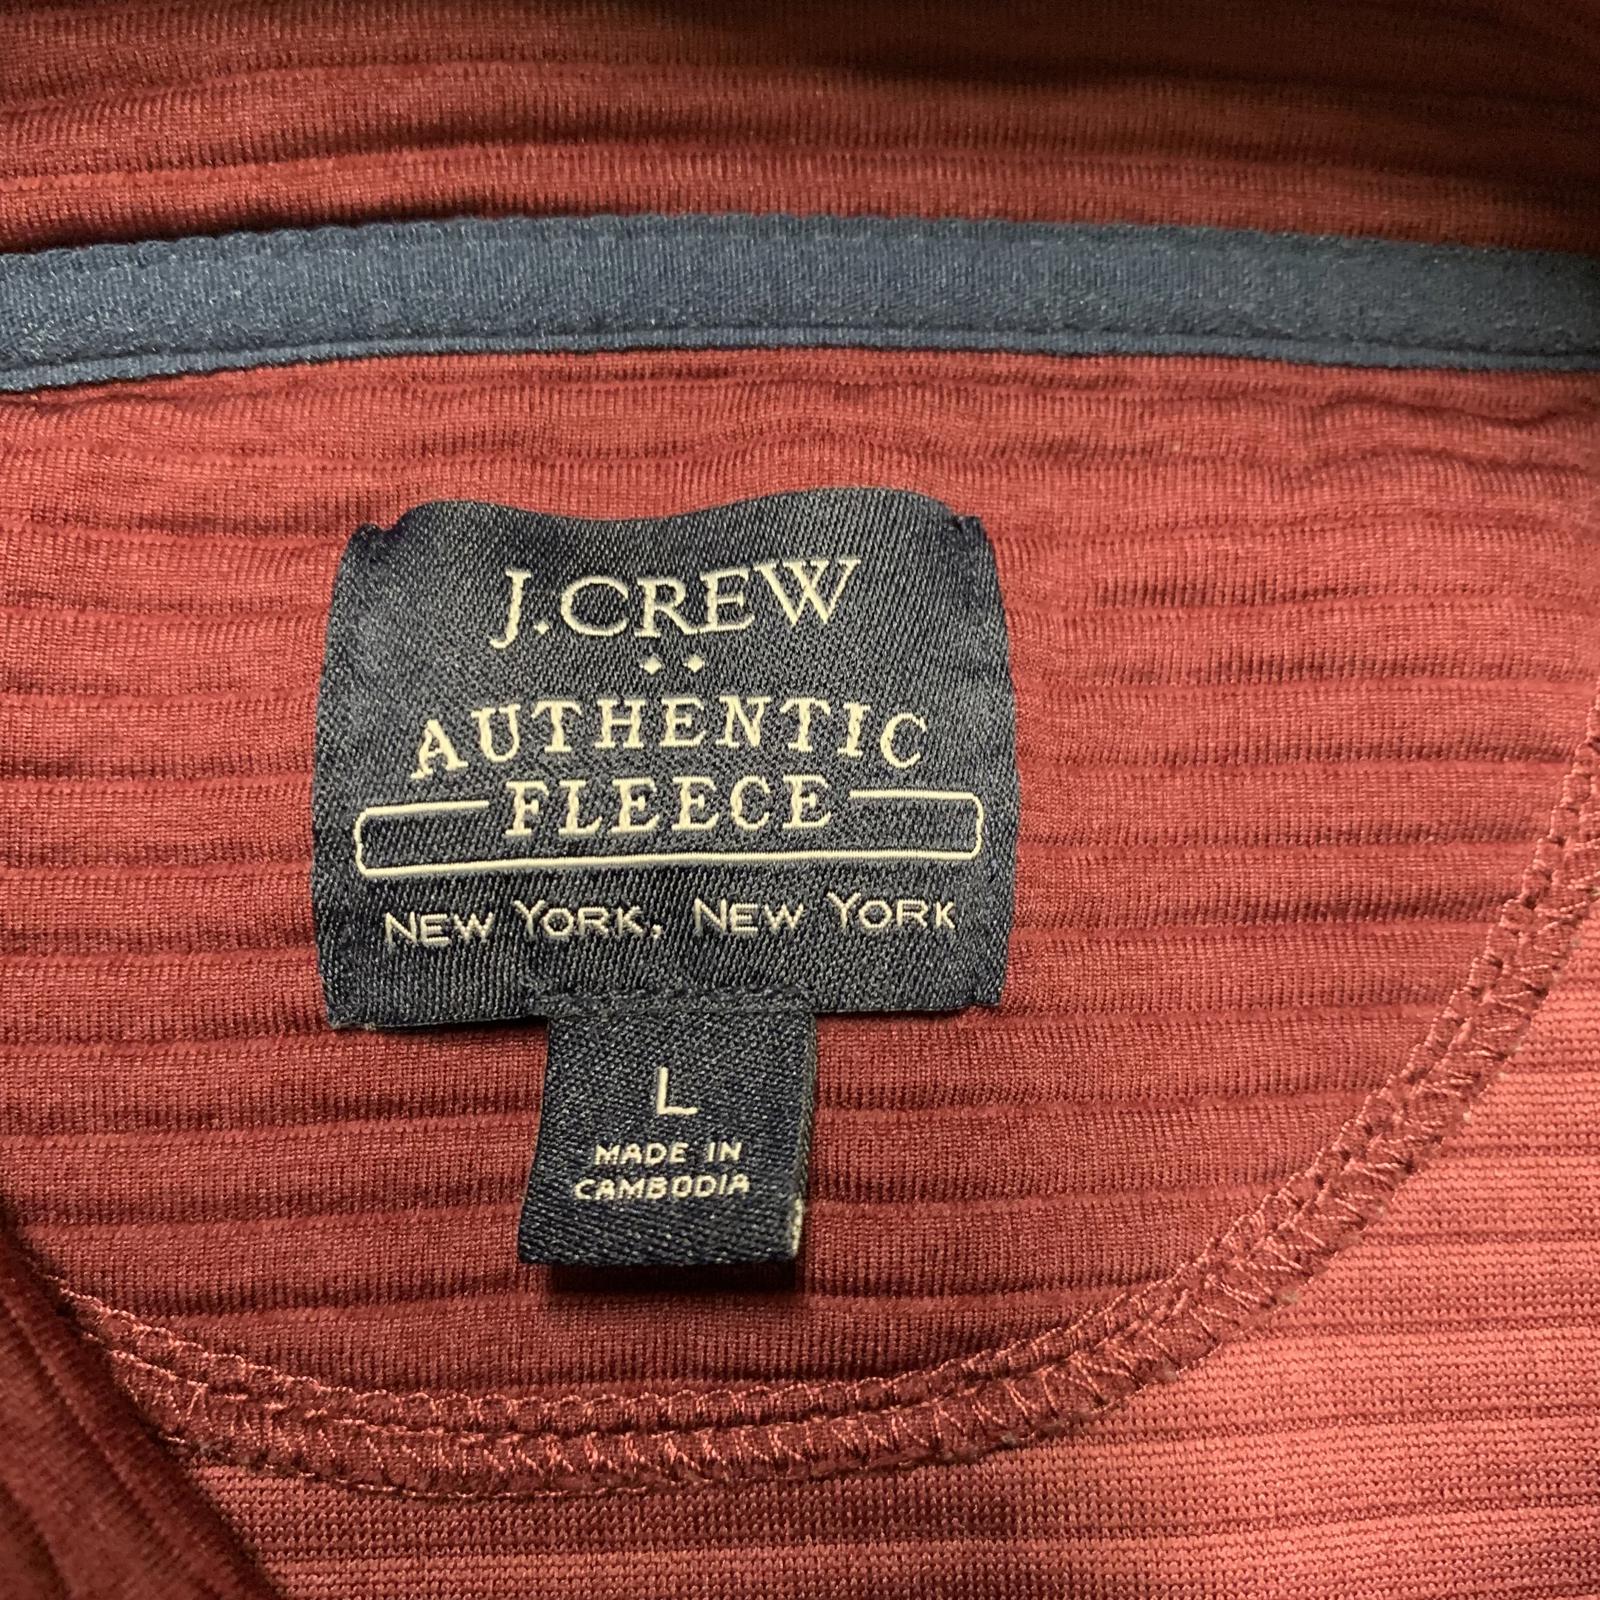 J.CREW
AUTHENTIC
FLEECE
NEW YORK, NEW YORK
L
MADE IN
CAMBODIA